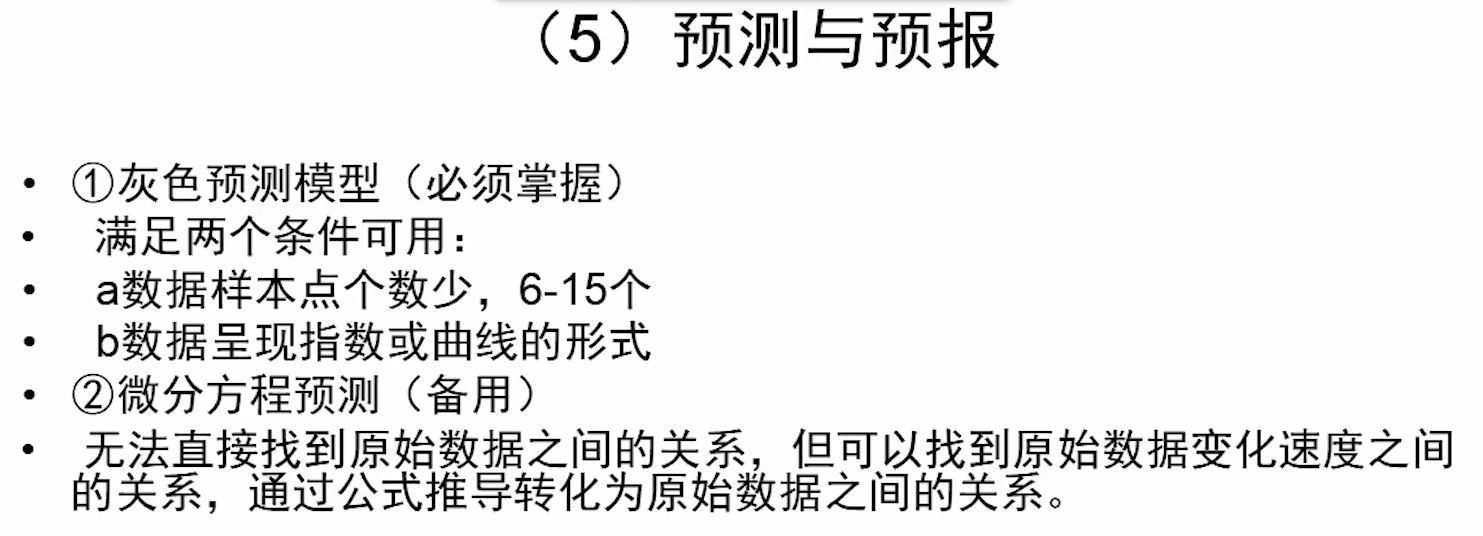 （5）预测与预报
• ①灰色预测模型（必须掌握）
• 满足两个条件可用：
• a数据样本点个数少，6-15个
• b数据呈现指数或曲线的形式
• ②微分方程预测（备用）
• 无法直接找到原始数据之间的关系，但可以找到原始数据变化速度之间
的关系，通过公式推导转化为原始数据之间的关系。